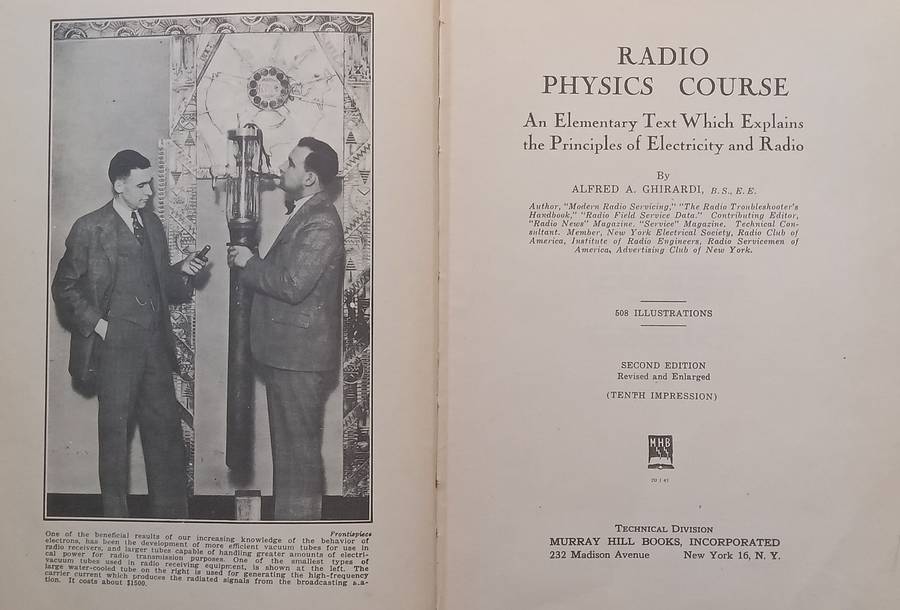 Frontispiece
One of the beneficial results of our increasing knowledge of the behavior of
electrons, has been the development of more efficient vacuum tubes for use in
radio receivers, and larger tubes capable of handling greater amounts of electri-
cal power for radio transmission purposes. One of the smallest types of
vacuum tubes used in radio receiving equipment, is shown at the left. The
large water-cooled tube on the right is used for generating the high-frequency
carrier current which produces the radiated signals from the broadcasting
tion. It costs about $1500.
RADIO
PHYSICS COURSE
An Elementary Text Which Explains
the Principles of Electricity and Radio
By
ALFRED A. GHIRARDI, B.S., E.E.
Author, "Modern Radio Servicing," "The Radio Troubleshooter's
Handbook," "Radio Field Service Data." Contributing Editor,
"Radio News" Magazine. "Service" Magazine. Technical Con-
sultant. Member, New York Electrical Society, Radio Club of
America, Institute of Radio Engineers, Radio Servicemen of
America, Advertising Club of New York.
508 ILLUSTRATIONS
SECOND EDITION
Revised and Enlarged
(TENTH IMPRESSION)
MHB
TECHNICAL DIVISION
MURRAY HILL BOOKS, INCORPORATED
232 Madison Avenue New York 16, N. Y.